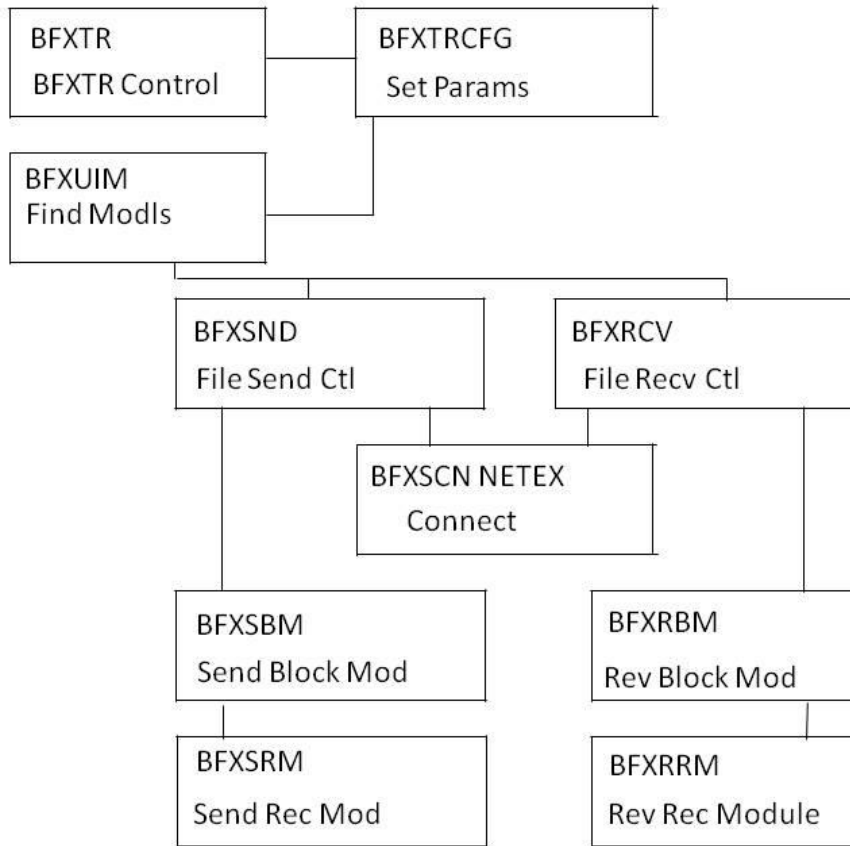 BFXTR
BFXTR Control
BFXTRCFG
Set Params
BFXUIM
Find Modls
BFXSND
File Send Ctl
BFXRCV
File Recv Ctl
BFXSCN NETEX
Connect
BFXSBM
Send Block Mod
BFXRBM
Rev Block Mod
BFXSRM
Send Rec Mod
BFXRRM
Rev Rec Module